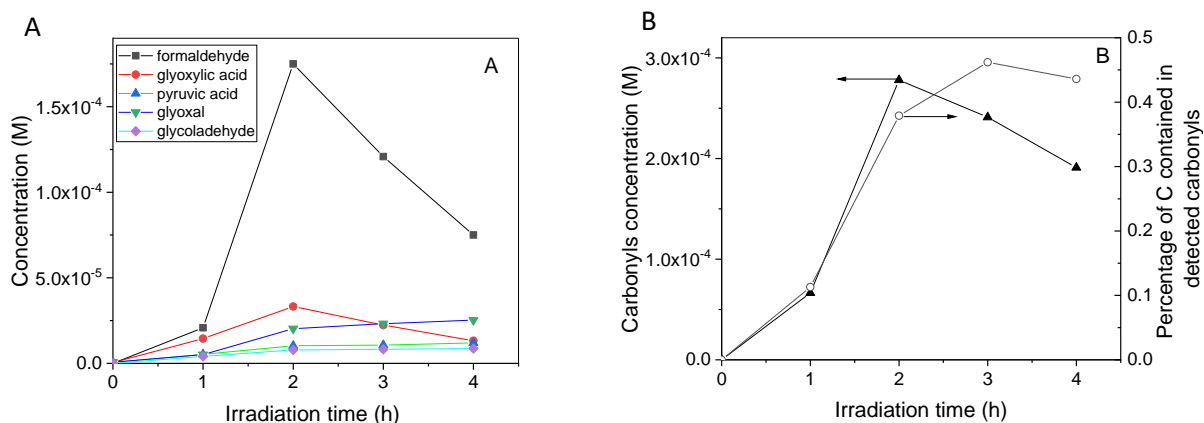 A
A
formaldehyde
glyoxylic acid
pyruvic acid
glyoxal
glycoladehyde
1.5x10-4
1.0x10-4
5.0x10-5
0.0
0 1 2 3 4
Concentration (M)
Irradiation time (h)
B
B
3.0x10-4
2.0x10-4
1.0x10-4
0.0
0 1 2 3 4
0.5
0.4
0.3
0.2
0.1
0.0
Carbonyls concentration (M)
Percentage of C contained in
detected carbonyls
Irradiation time (h)